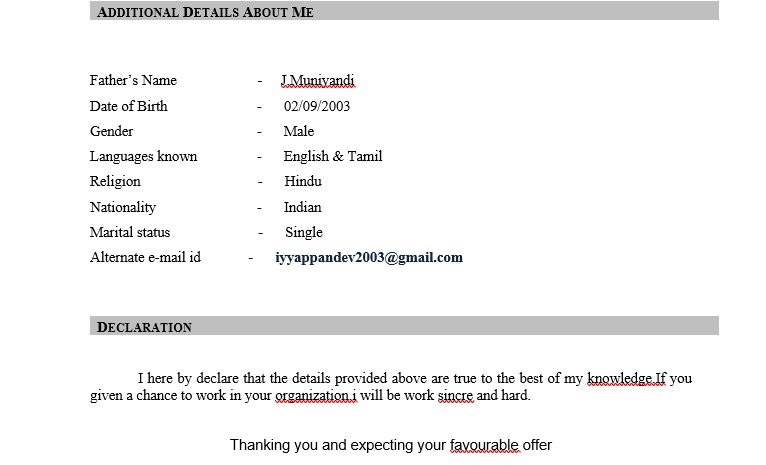 ADDITIONAL DETAILS ABOUT ME
Father's Name - J.Muniyandi
Date of Birth - 02/09/2003
Gender - Male
Languages known - English & Tamil
Religion - Hindu
Nationality - Indian
Marital status - Single
Alternate e-mail id - iyyappandev2003@gmail.com
DECLARATION
I here by declare that the details provided above are true to the best of my knowledge.If you
given a chance to work in your organization.i will be work sincre and hard.
Thanking you and expecting your favourable offer